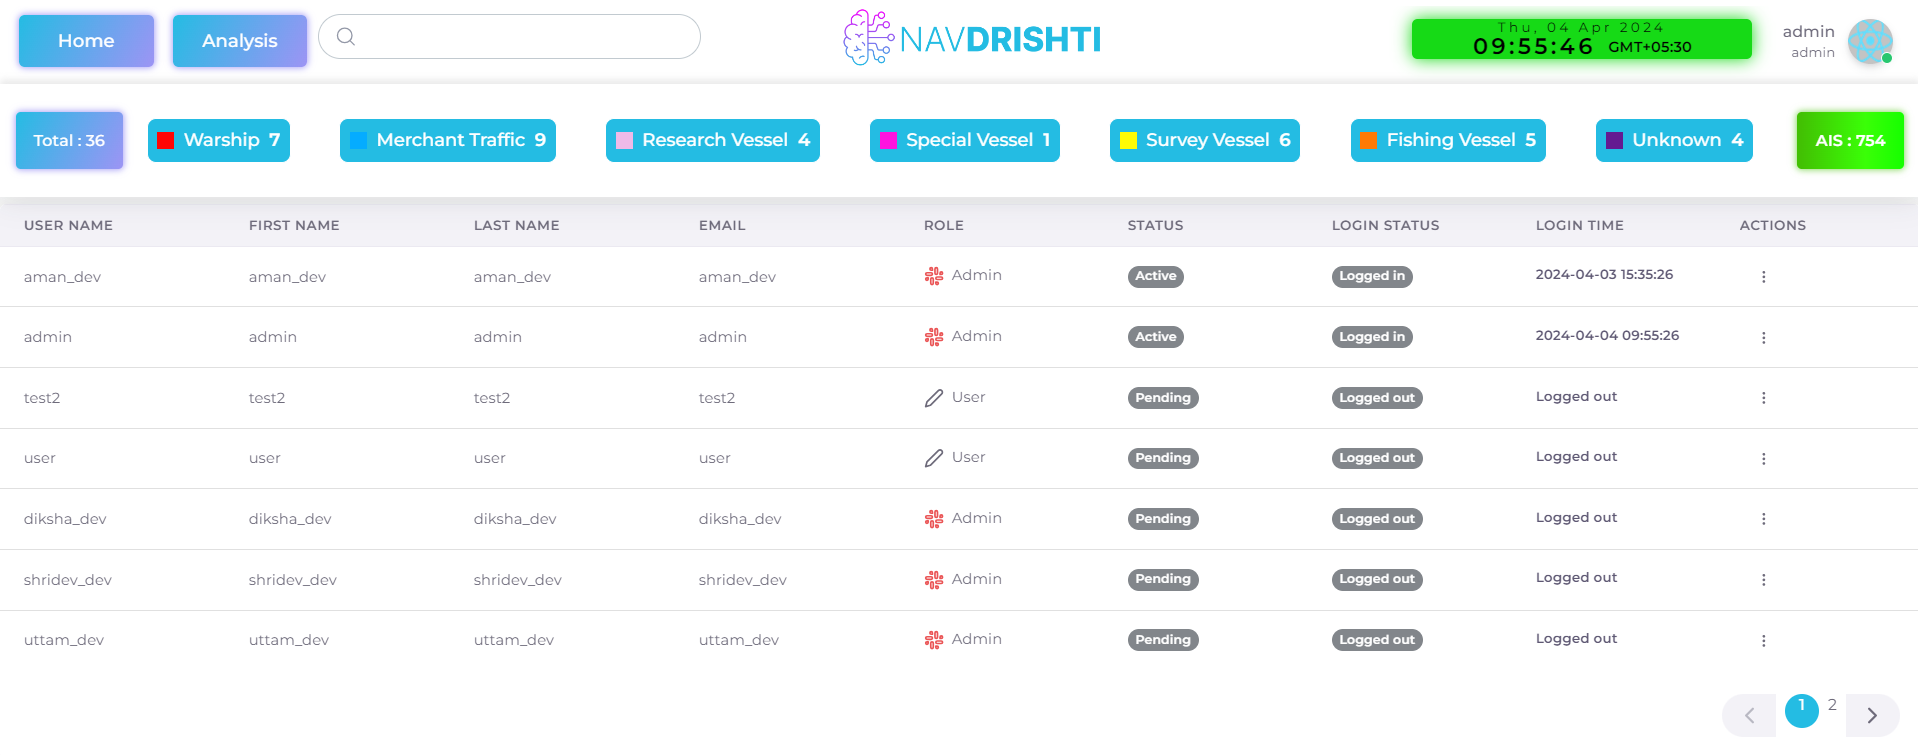 Home Analysis NAVDRISHTI Thu, 04 Apr 2024 admin
09:55:46 GMT+05:30 admin
Total : 36 Warship 7 Merchant Traffic 9 Research Vessel 4 Special Vessel 1 Survey Vessel 6 Fishing Vessel 5 Unknown 4 AIS : 754
USER NAME FIRST NAME LAST NAME EMAIL ROLE STATUS LOGIN STATUS LOGIN TIME ACTIONS
aman_dev aman_dev aman_dev aman_dev Admin Active Logged in 2024-04-03 15:35:26
admin admin admin admin Admin Active Logged in 2024-04-04 09:55:26
test2 test2 test2 test2 User Pending Logged out Logged out
user user user user User Pending Logged out Logged out
diksha_dev diksha_dev diksha_dev diksha_dev Admin Pending Logged out Logged out
shridev_dev shridev_dev shridev_dev shridev_dev Admin Pending Logged out Logged out
uttam_dev uttam_dev uttam_dev uttam_dev Admin Pending Logged out Logged out
1 2